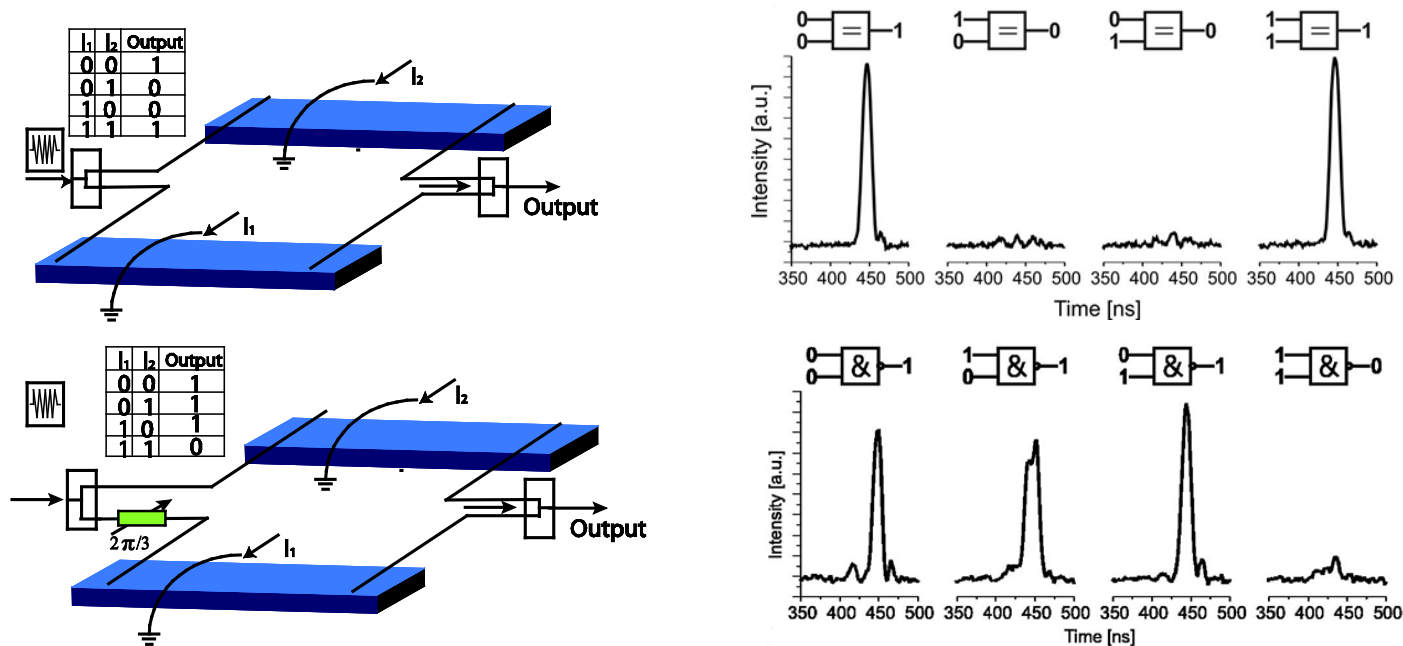 I₁ I₂ Output
0 0 1
0 1 0
1 0 0
1 1 1
I₂
I₁
Output
I₁ I₂ Output
0 0 1
0 1 1
1 0 1
1 1 0
I₂
2π/3
I₁
Output
0 0 = 1
1 0 = 0
0 1 = 0
1 1 = 1
Intensity [a.u.]
350 400 450 500 350 400 450 500 350 400 450 500 350 400 450 500
Time [ns]
0 0 & 1
1 0 & 1
0 1 & 1
1 1 & 0
Intensity [a.u.]
350 400 450 500 350 400 450 500 350 400 450 500 350 400 450 500
Time [ns]